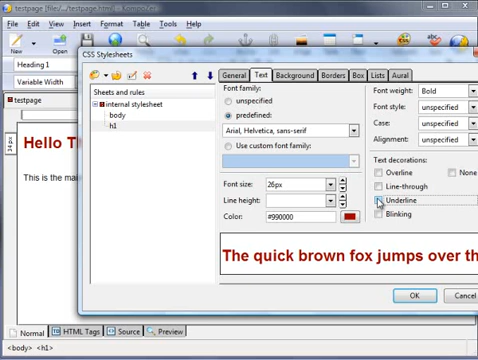 testpage [file/.../testpage.html] - KompoZer
File Edit View Insert Format Table Tools Help
New Open
Heading 1
Variable Width
testpage
Hello T
This is the ma
34 px
CSS Stylesheets
Sheets and rules
internal stylesheet
body
h1
General Text Background Borders Box Lists Aural
Font family:
unspecified
predefined:
Arial, Helvetica, sans-serif
Use custom font family:
Font size: 26px
Line height:
Color: #990000
Font weight: Bold
Font style: unspecified
Case: unspecified
Alignment: unspecified
Text decorations:
Overline None
Line-through
Underline
Blinking
The quick brown fox jumps over th
OK Cancel
Normal HTML Tags Source Preview
<body> <h1>